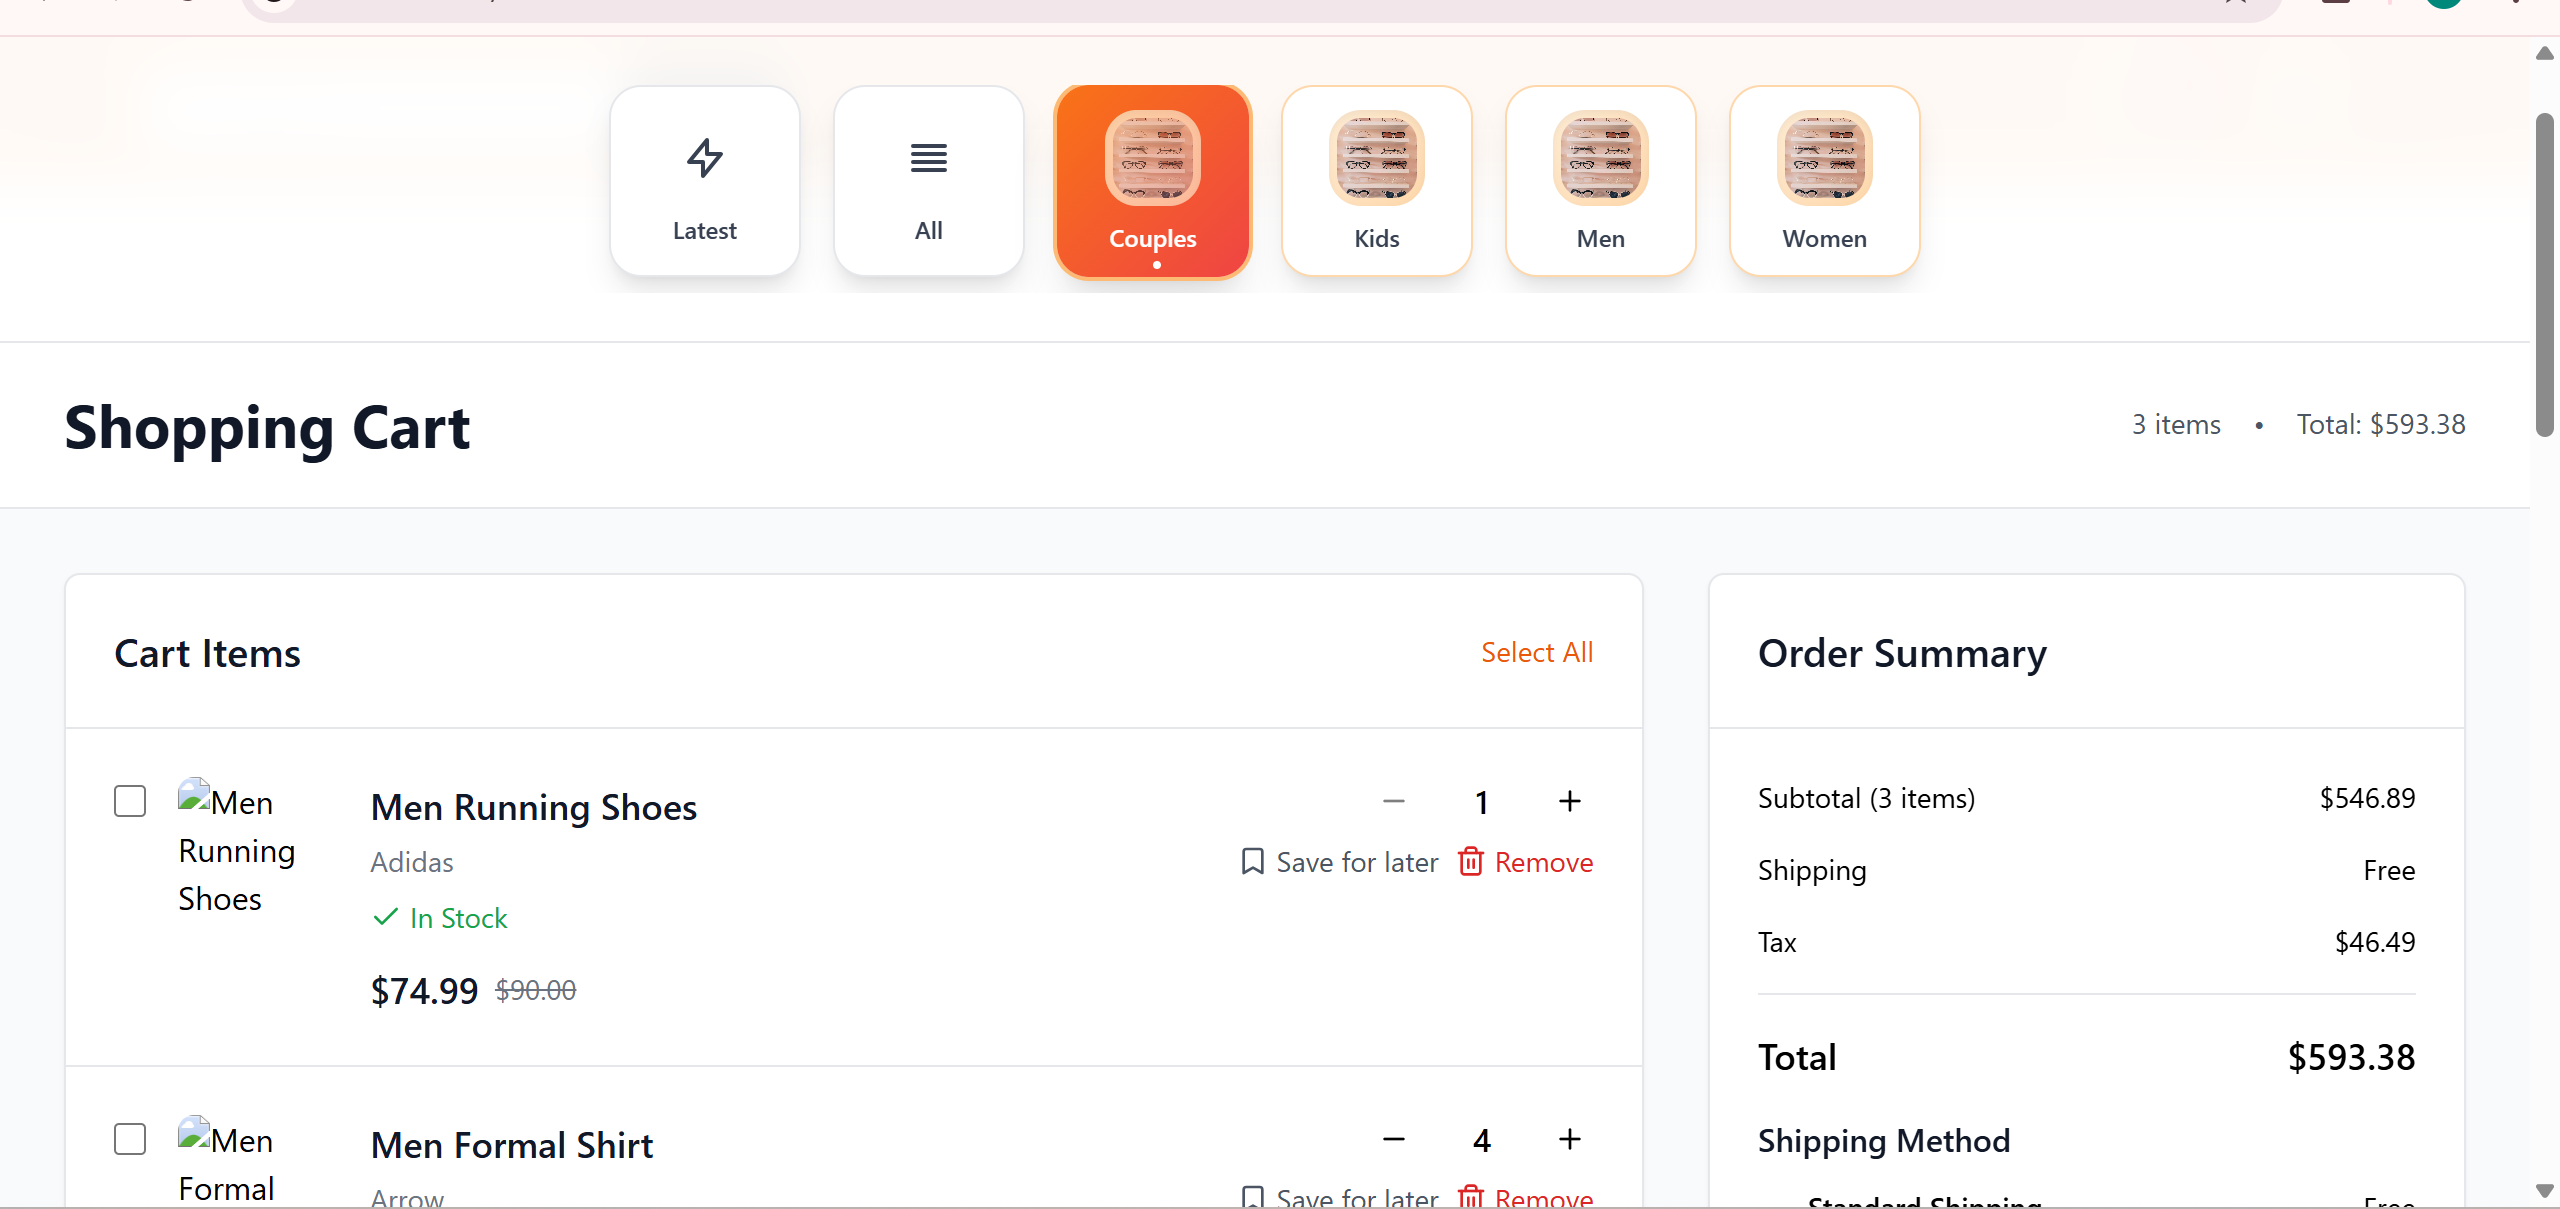 Latest
All
Couples
Kids
Men
Women
Shopping Cart
3 items • Total: $593.38
Cart Items
Select All
Men Running Shoes
Men Running Shoes
Adidas
In Stock
$74.99 $90.00
1
Save for later
Remove
Men Formal
Men Formal Shirt
Arrow
4
Save for later
Remove
Order Summary
Subtotal (3 items) $546.89
Shipping Free
Tax $46.49
Total $593.38
Shipping Method
Standard Shipping Free